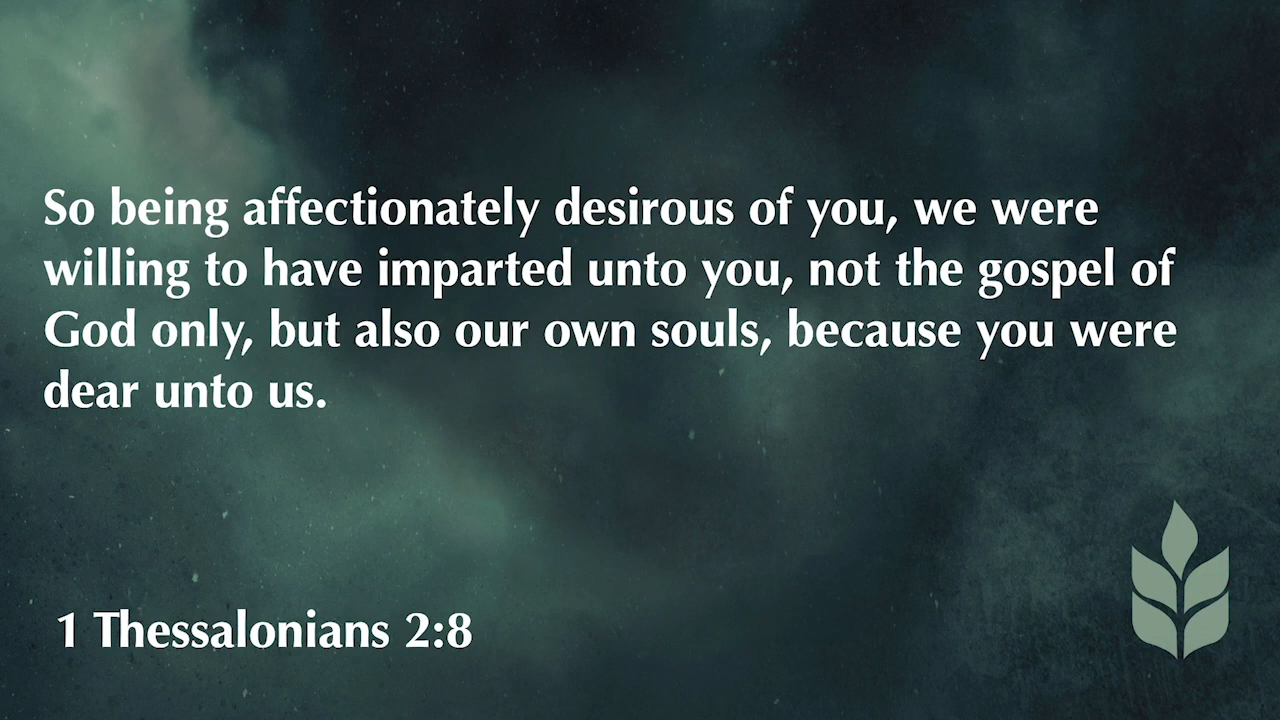 So being affectionately desirous of you, we were
willing to have imparted unto you, not the gospel of
God only, but also our own souls, because you were
dear unto us.
1 Thessalonians 2:8